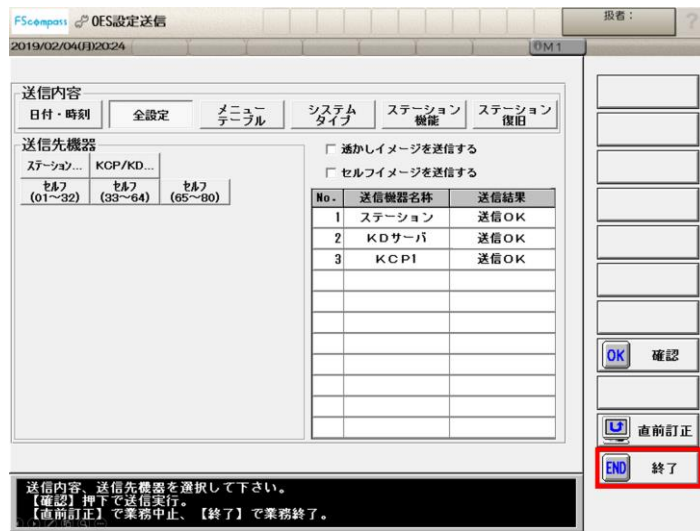 FScompass OES設定送信
扱者：
?
2019/02/04(月)20:24
0M1
送信内容
日付・時刻
全設定
メニュー
テーブル
システム
タイプ
ステーション
機能
ステーション
復旧
送信先機器
ステーション...
KCP/KD...
セルフ
(01～32)
セルフ
(33～64)
セルフ
(65～80)
透かしイメージを送信する
セルフイメージを送信する
No. 送信機器名称 送信結果
1 ステーション 送信OK
2 KDサーバ 送信OK
3 KCP1 送信OK
OK 確認
直前訂正
END 終了
送信内容、送信先機器を選択して下さい。
【確認】押下で送信実行。
【直前訂正】で業務中止、【終了】で業務終了。